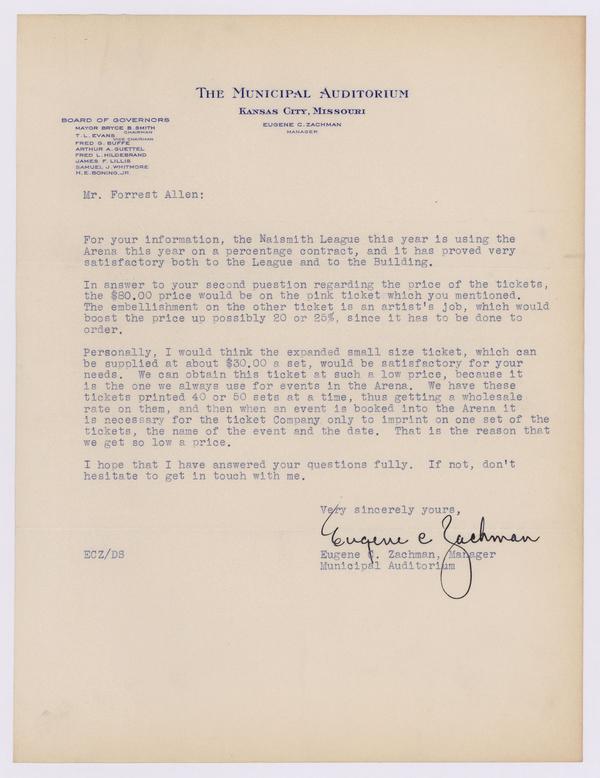 THE MUNICIPAL AUDITORIUM
KANSAS CITY, MISSOURI
EUGENE C. ZACHMAN
MANAGER
BOARD OF GOVERNORS
MAYOR BRYCE B. SMITH
CHAIRMAN
T. L. EVANS
VICE CHAIRMAN
FRED G. BUFFE
ARTHUR A. GUETTEL
FRED L. HILDEBRAND
JAMES F. LILLIS
SAMUEL J. WHITMORE
H. E. BONING, JR.
Mr. Forrest Allen:
For your information, the Naismith League this year is using the
Arena this year on a percentage contract, and it has proved very
satisfactory both to the League and to the Building.
In answer to your second puestion regarding the price of the tickets,
the $80.00 price would be on the pink ticket which you mentioned.
The embellishment on the other ticket is an artist's job, which would
boost the price up possibly 20 or 25%, since it has to be done to
order.
Personally, I would think the expanded small size ticket, which can
be supplied at about $30.00 a set, would be satisfactory for your
needs. We can obtain this ticket at such a low price, because it
is the one we always use for events in the Arena. We have these
tickets printed 40 or 50 sets at a time, thus getting a wholesale
rate on them, and then when an event is booked into the Arena it
is necessary for the ticket Company only to imprint on one set of the
tickets, the name of the event and the date. That is the reason that
we get so low a price.
I hope that I have answered your questions fully. If not, don't
hesitate to get in touch with me.
Very sincerely yours,
Eugene C Zachman
ECZ/DS
Eugene C. Zachman, Manager
Municipal Auditorium